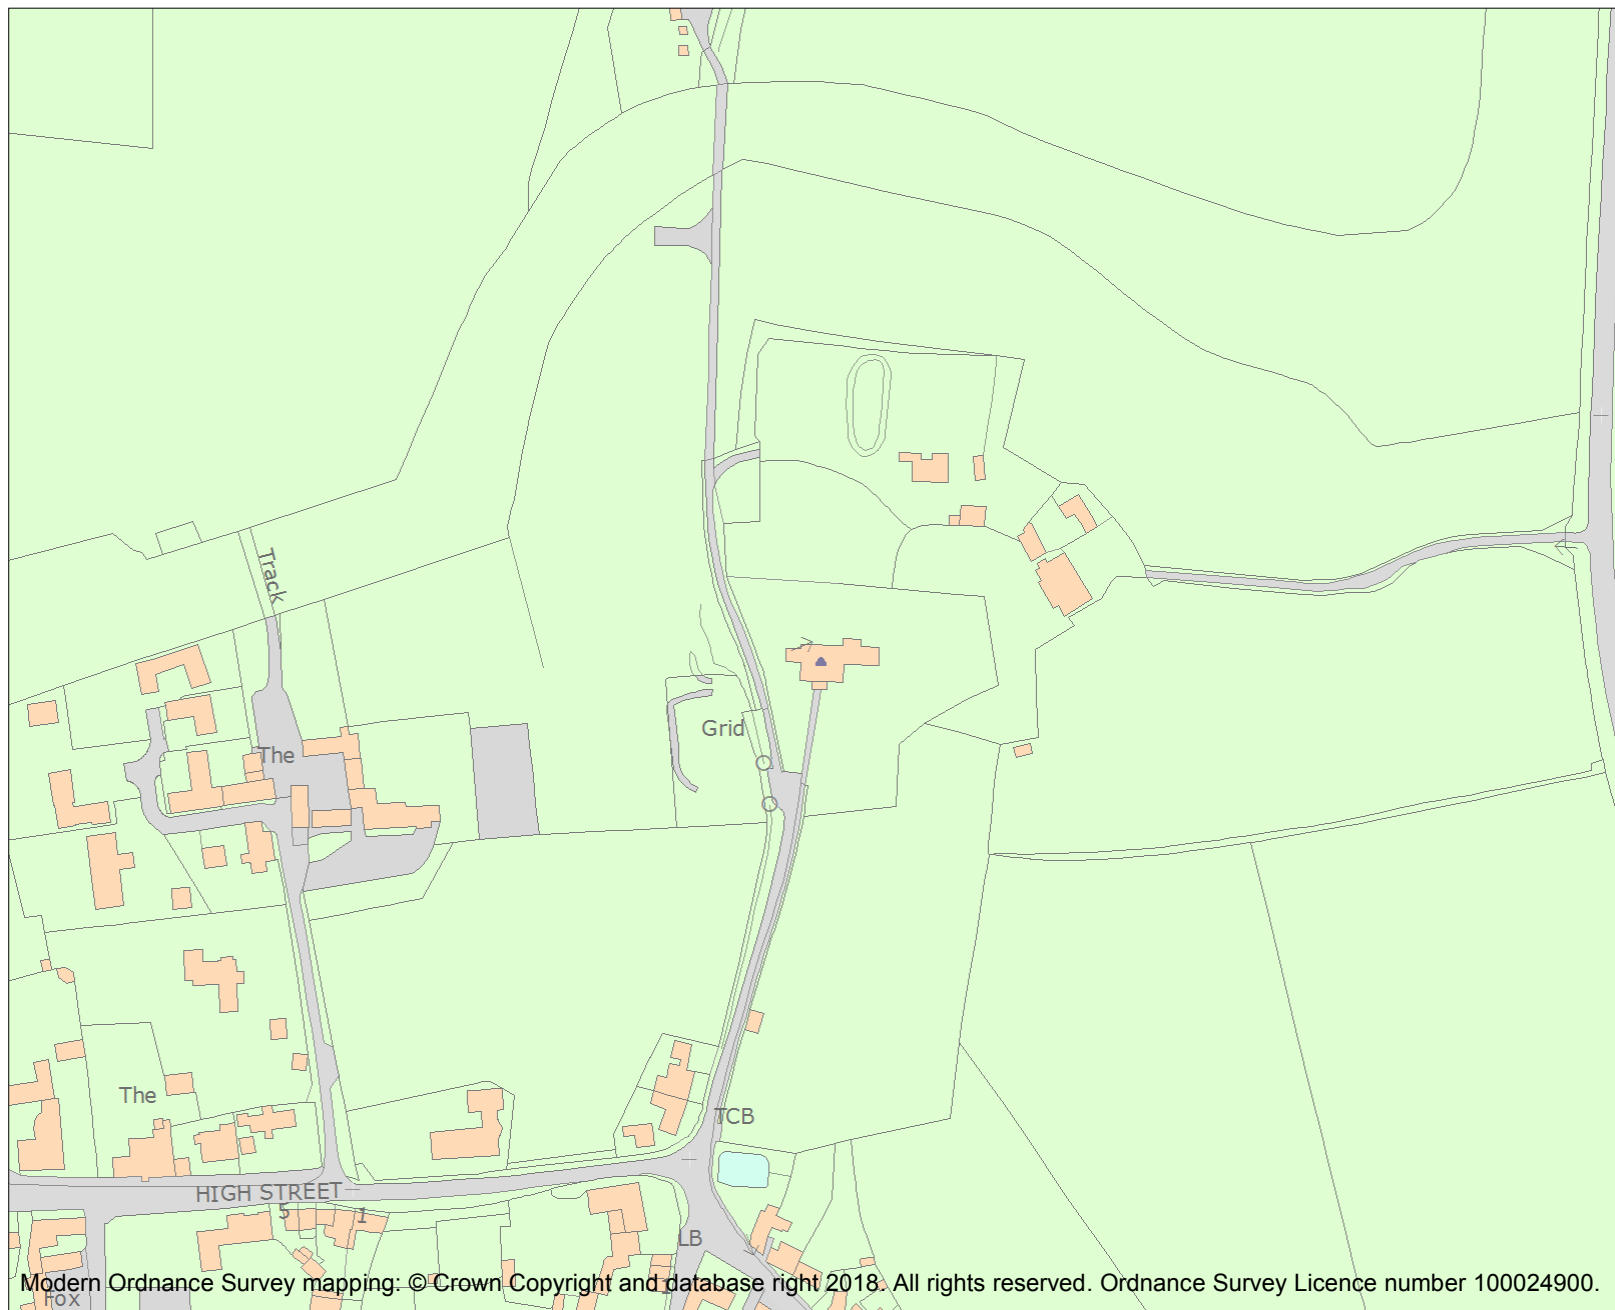 Track
Grid
The
The
TCB
HIGH STREET
5
1
LB
Modern Ordnance Survey mapping: © Crown Copyright and database right 2018. All rights reserved. Ordnance Survey Licence number 100024900.
1
Fox